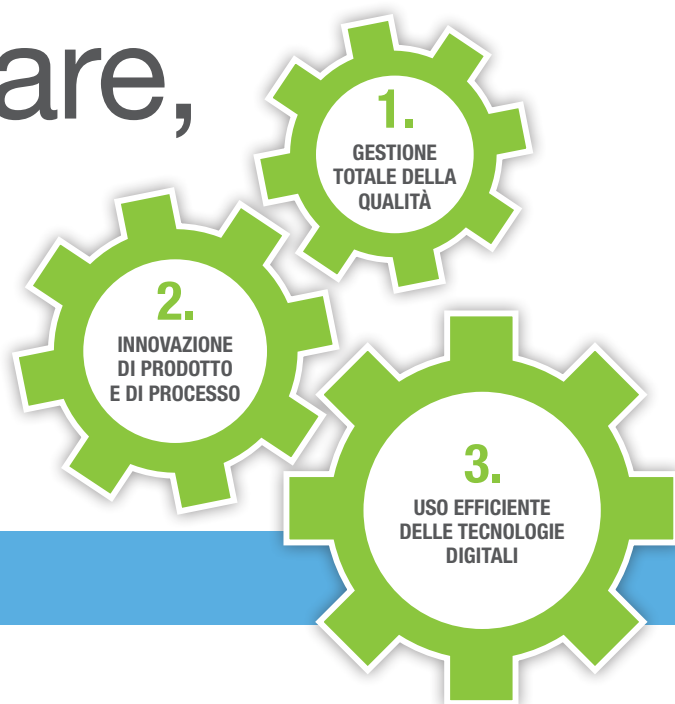 are,
1.
GESTIONE
TOTALE DELLA
QUALITÀ
2.
INNOVAZIONE
DI PRODOTTO
E DI PROCESSO
3.
USO EFFICIENTE
DELLE TECNOLOGIE
DIGITALI